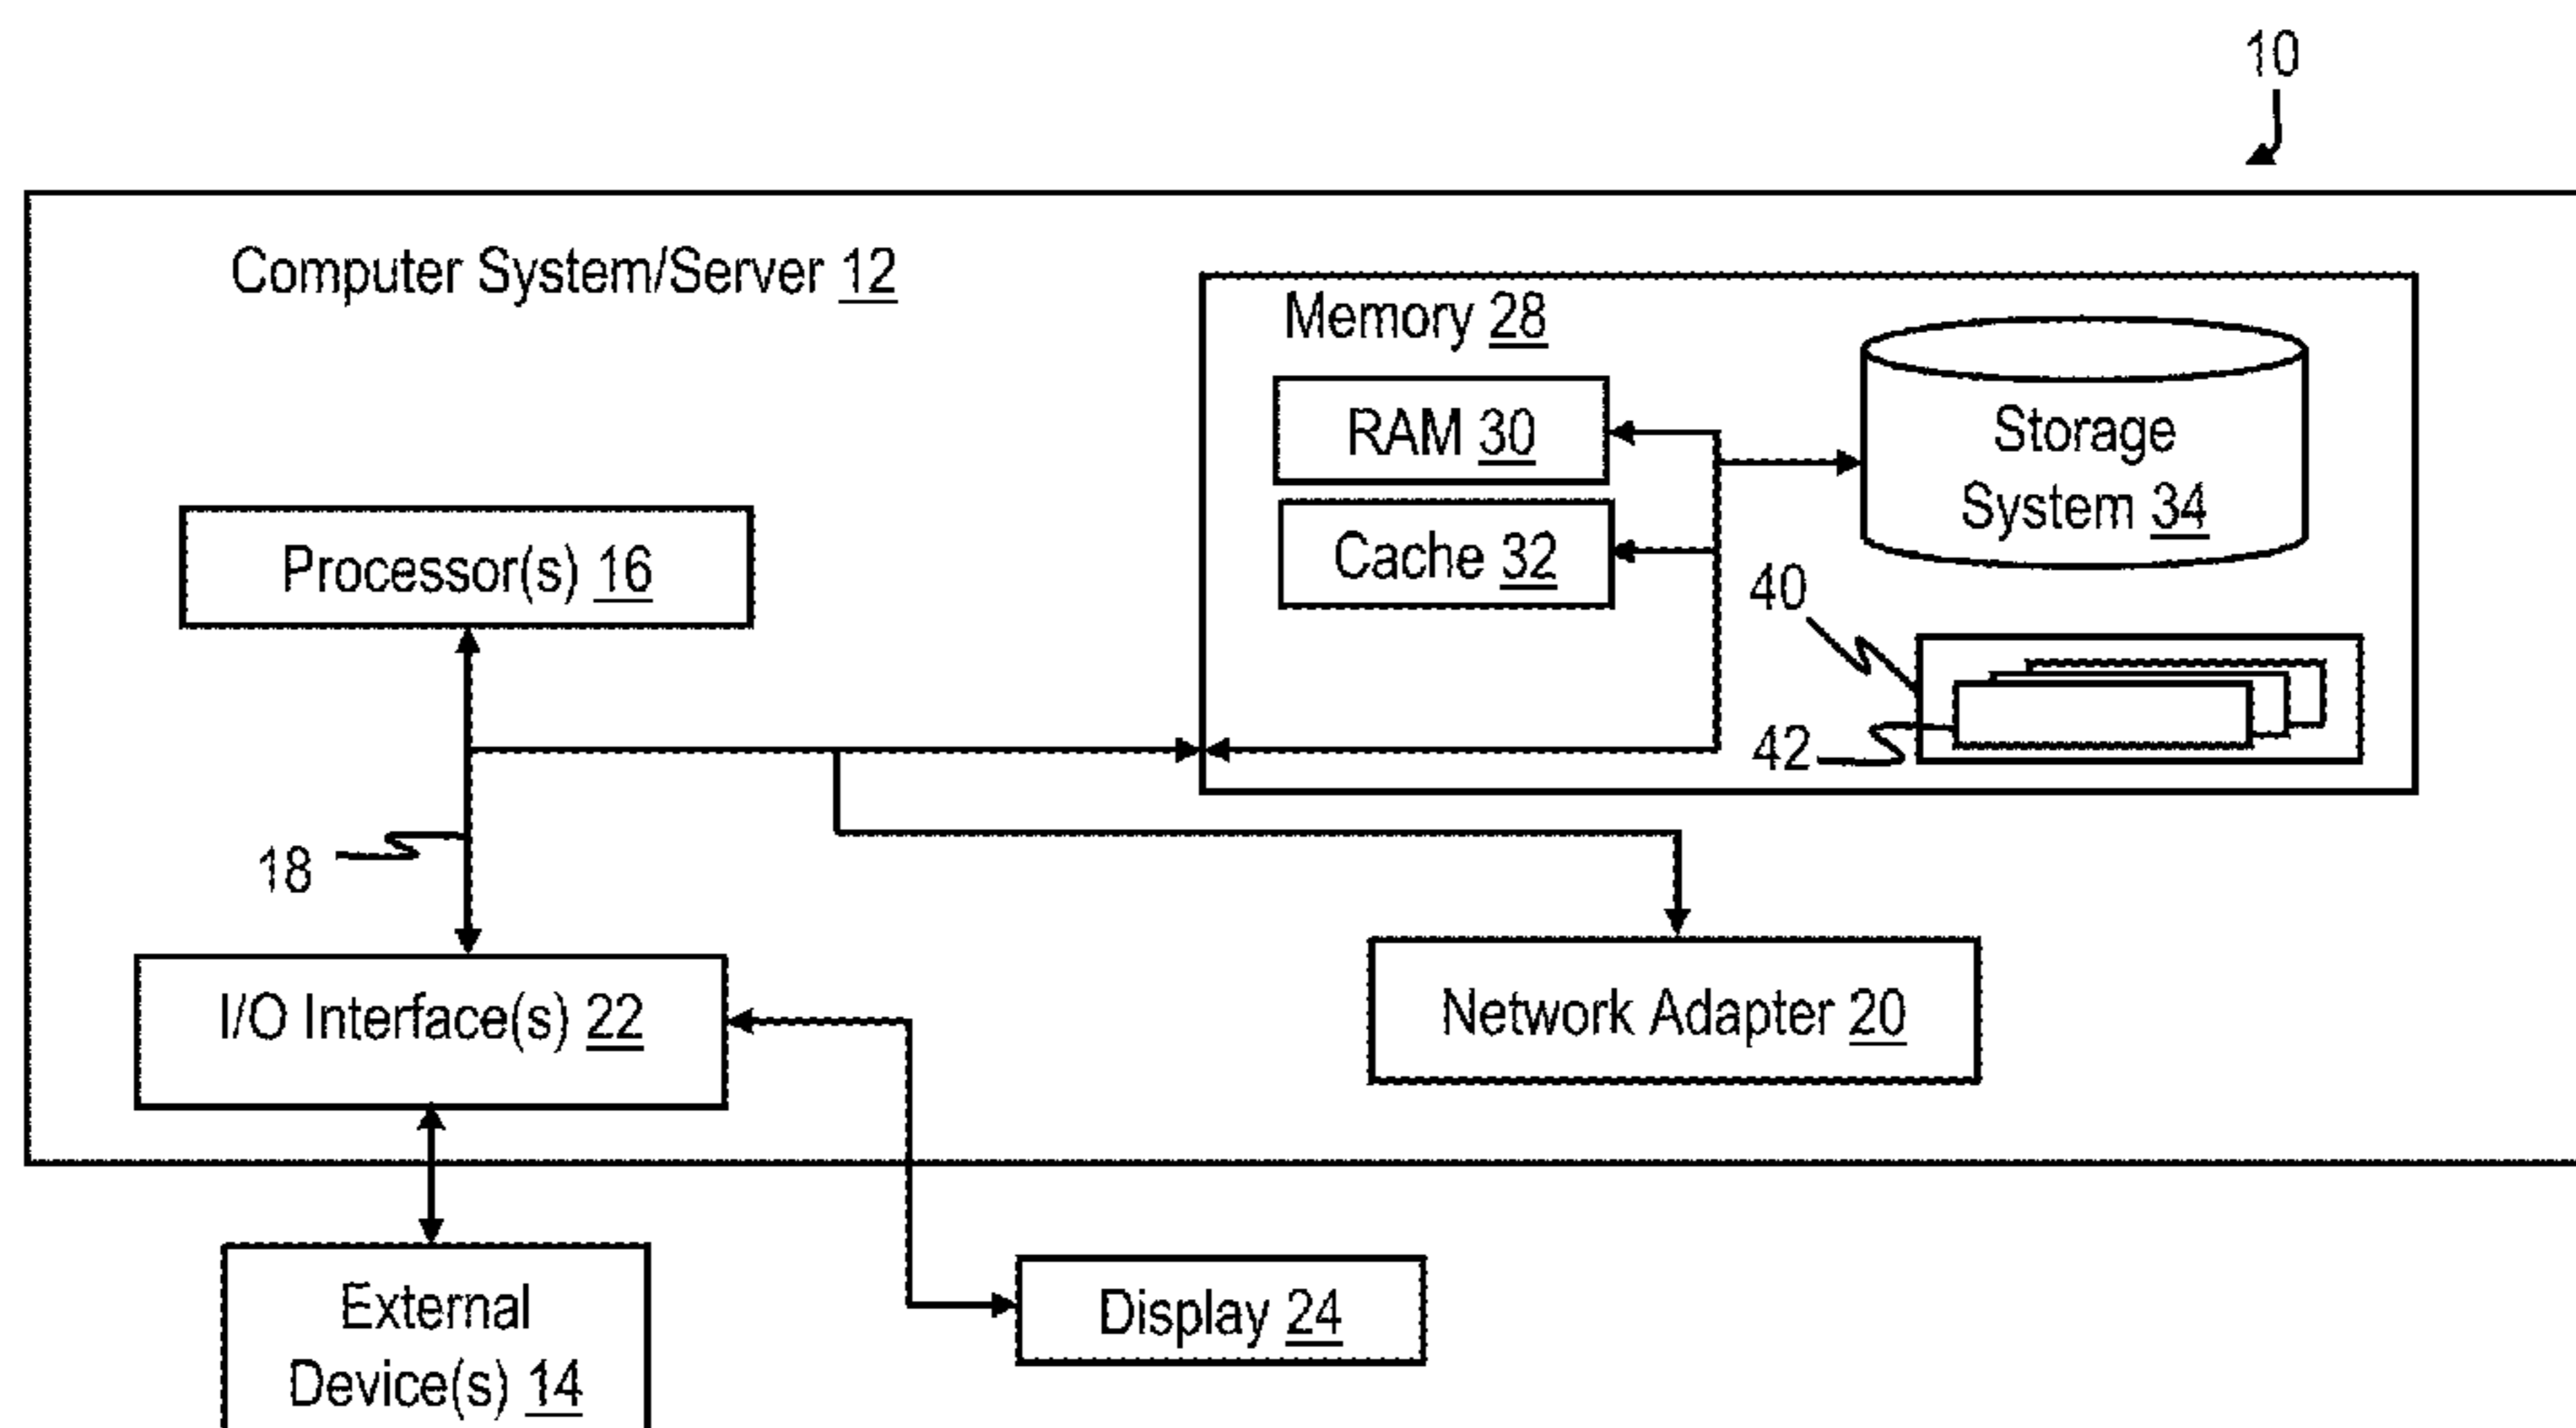 10
Computer System/Server 12
Memory 28
RAM 30
Storage
System 34
Cache 32
Processor(s) 16
40
42
18
I/O Interface(s) 22
Network Adapter 20
External
Device(s) 14
Display 24